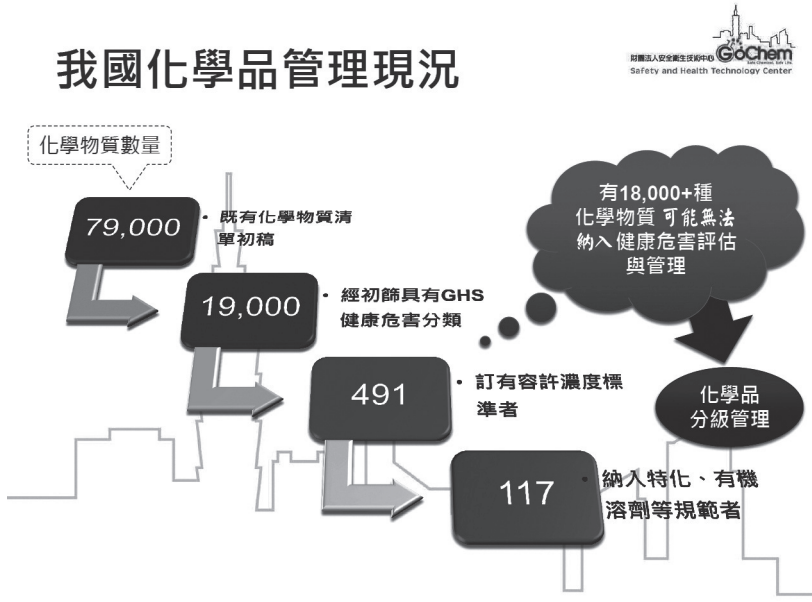 我國化學品管理現況
財團法人安全衛生技術中心
GoChem
Safety and Health Technology Center
化學物質數量
79,000
• 既有化學物質清
單初稿
19,000
• 經初篩具有GHS
健康危害分類
491
• 訂有容許濃度標
準者
117
• 納入特化、有機
溶劑等規範者
有18,000+種
化學物質 可能無法
納入健康危害評估
與管理
化學品
分級管理